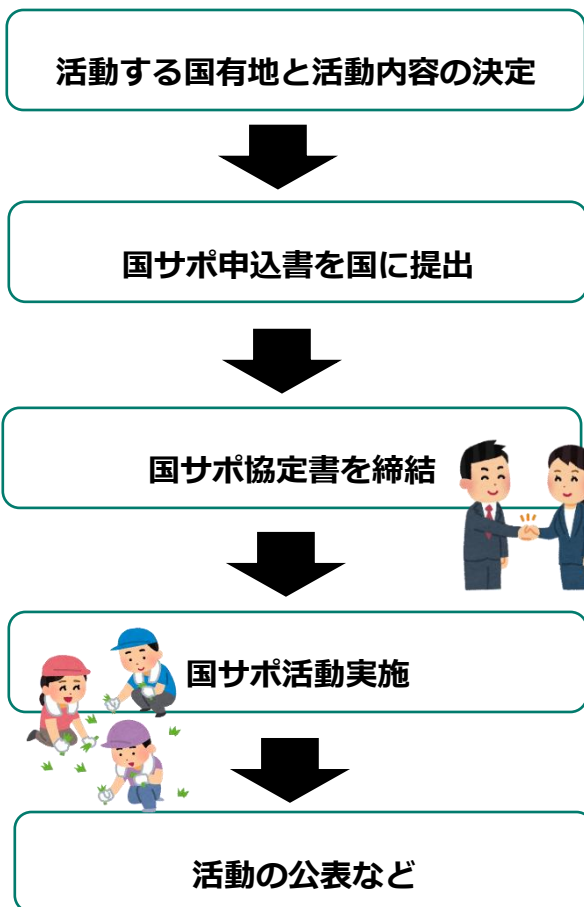 活動する国有地と活動内容の決定
国サポ申込書を国に提出
国サポ協定書を締結
国サポ活動実施
活動の公表など